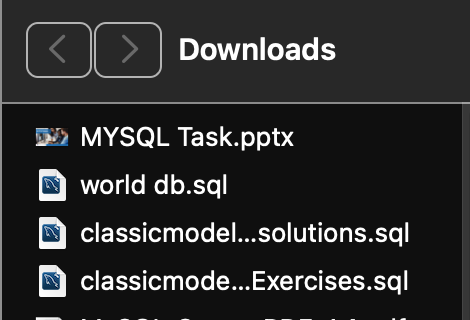 Downloads
MYSQL Task.pptx
world db.sql
classicmodel...solutions.sql
classicmode...Exercises.sql